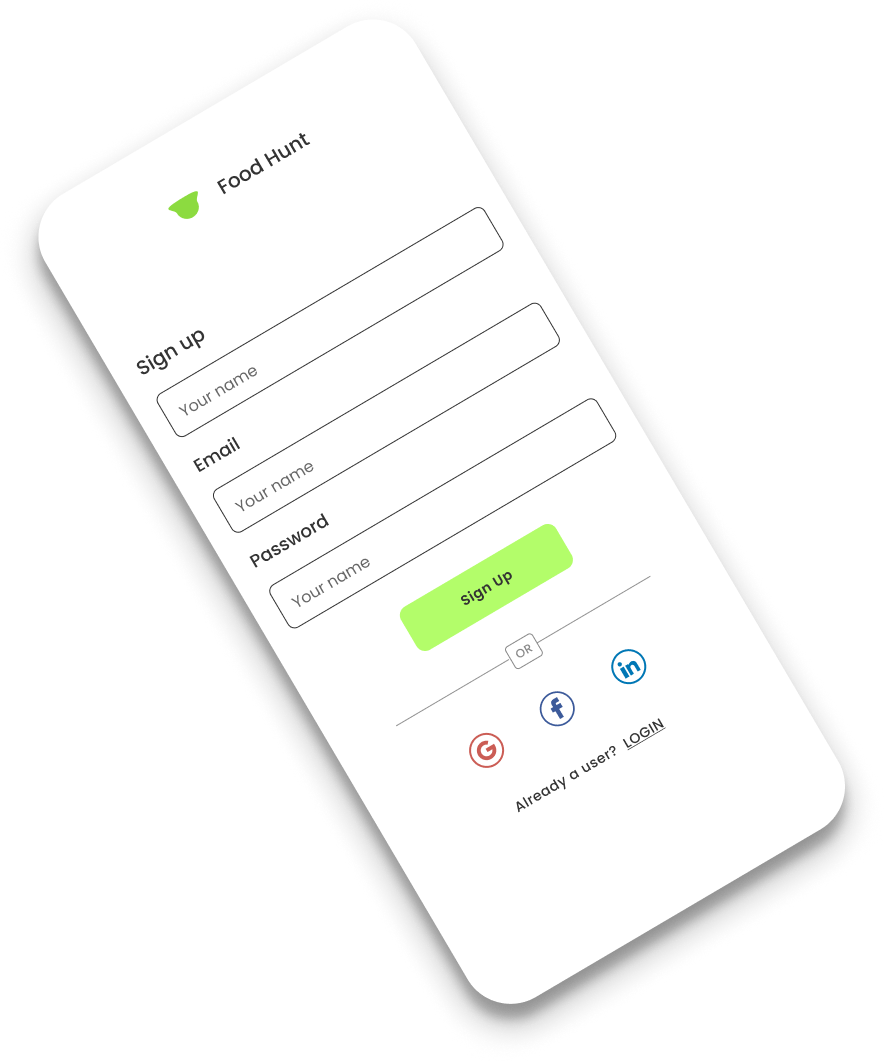 Food Hunt
Sign up
Your name
Email
Your name
Password
Your name
Sign Up
OR
Already a user? LOGIN